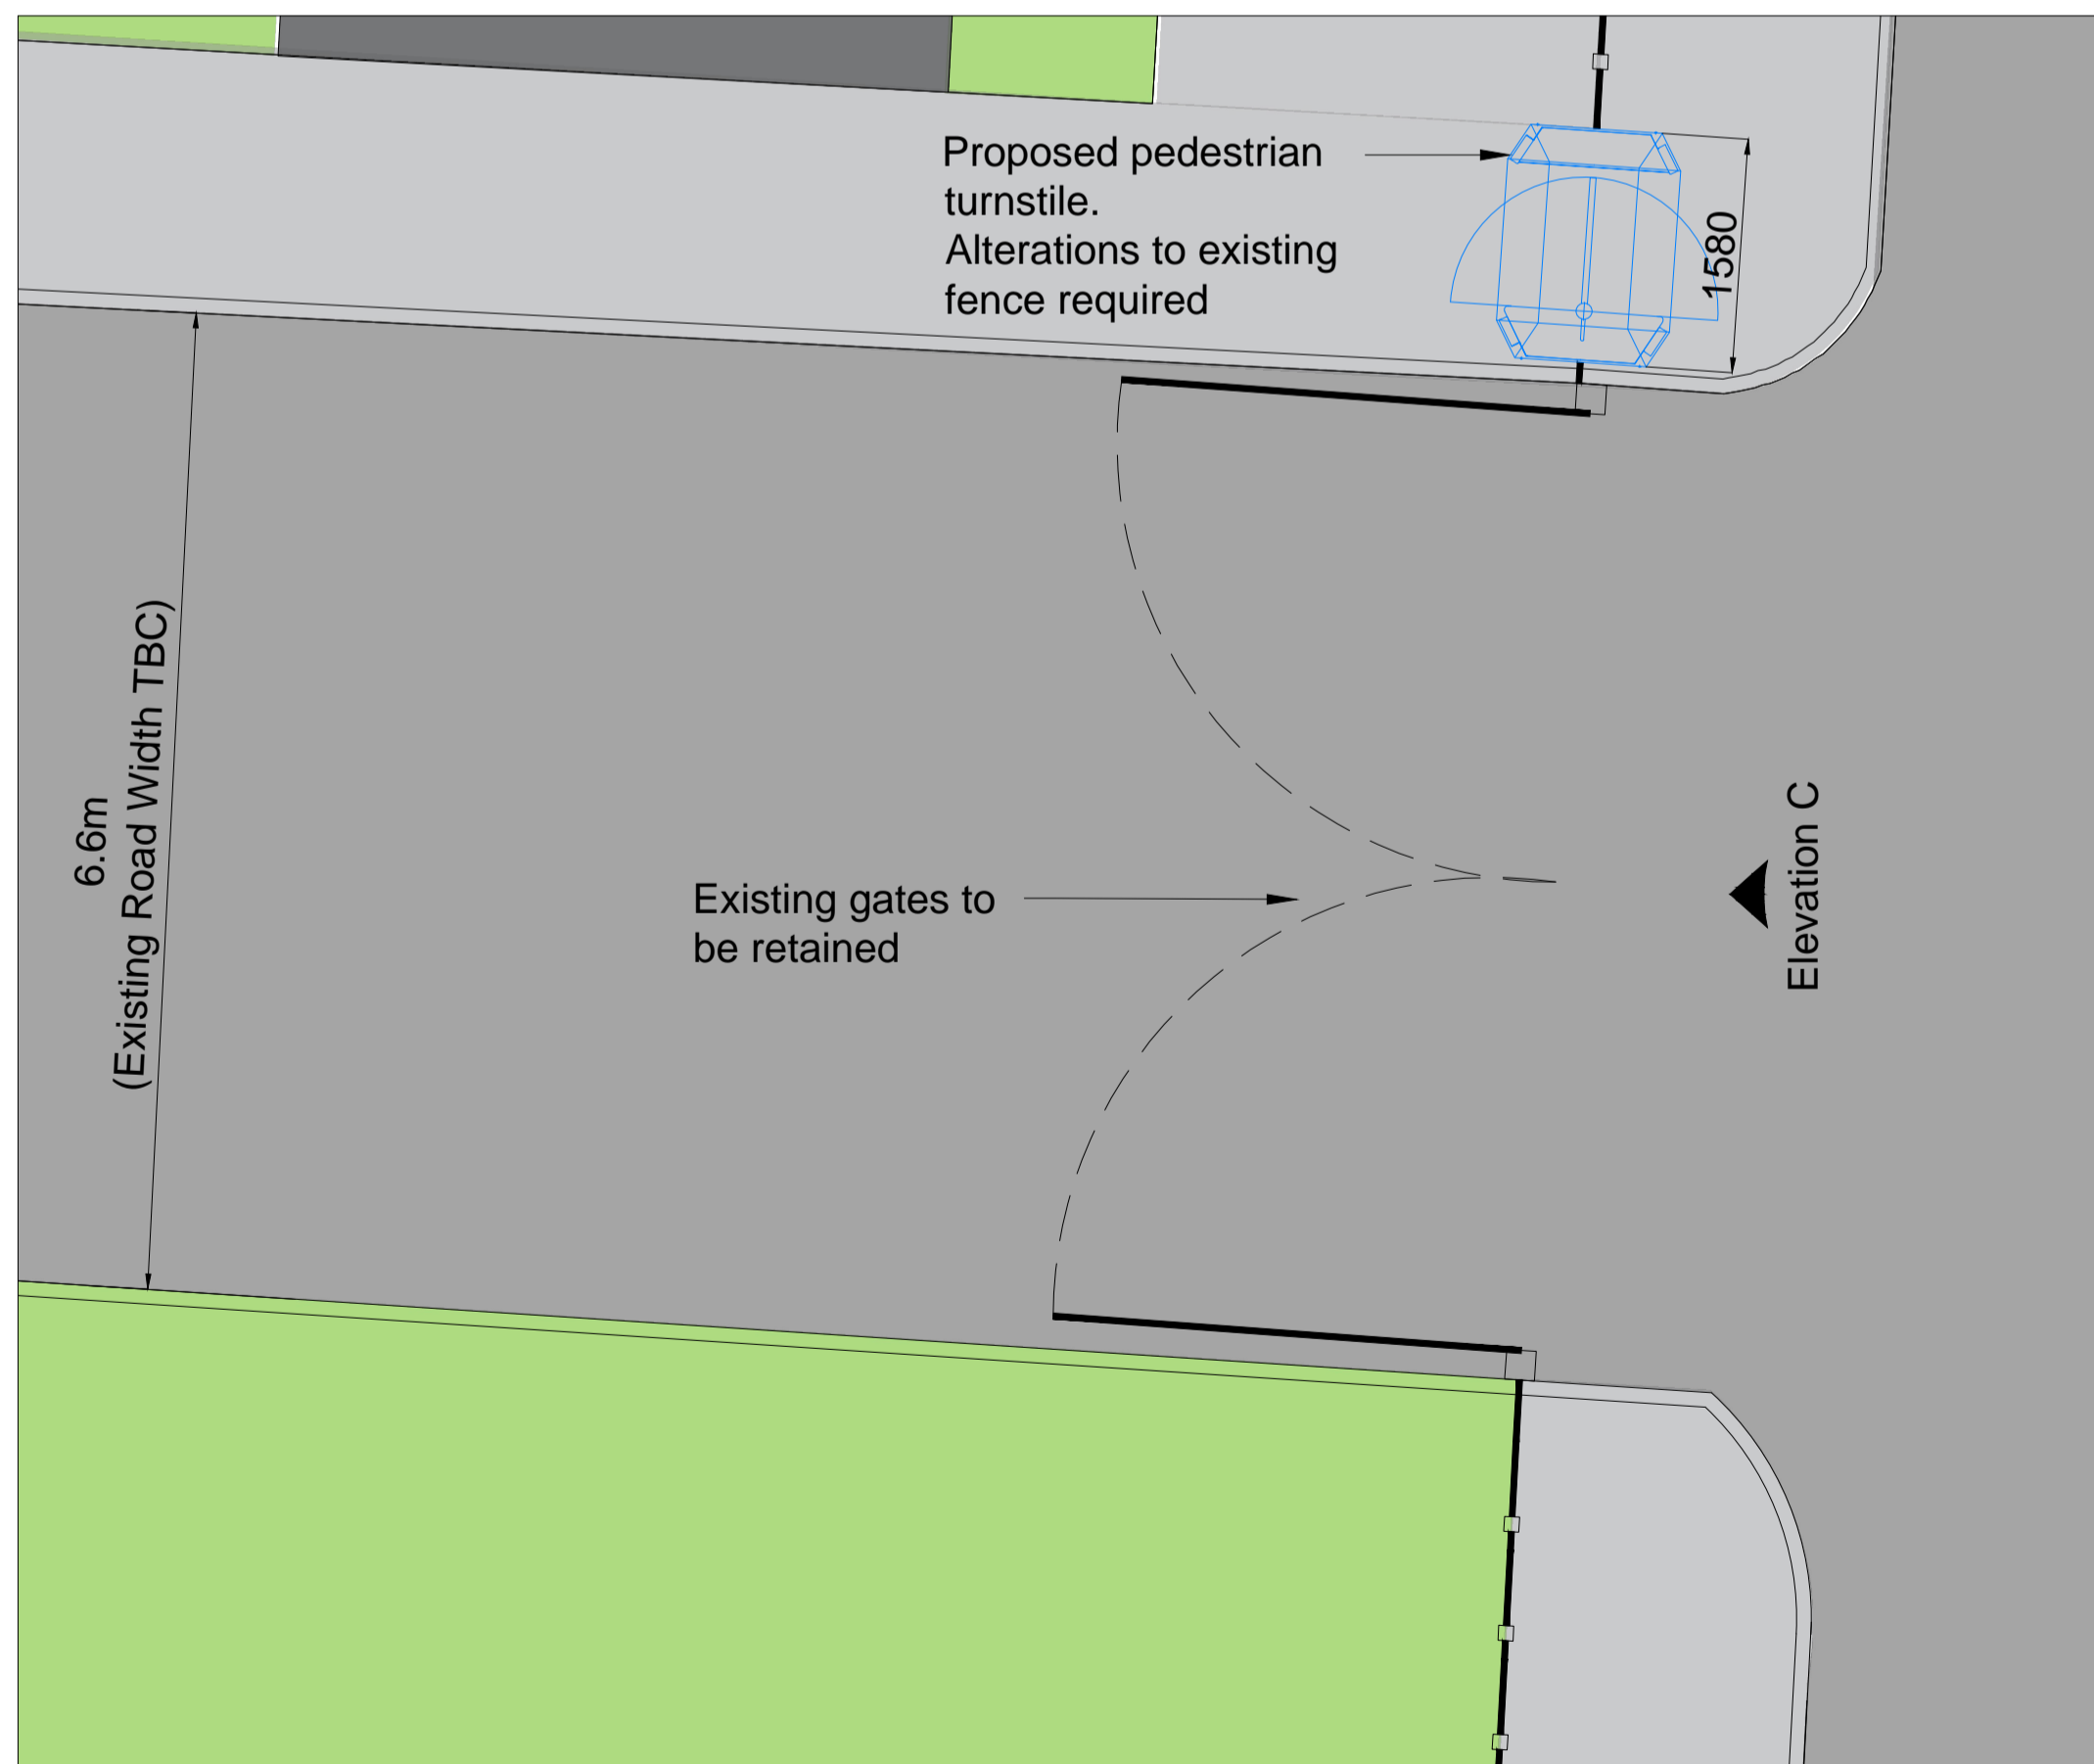 Proposed pedestrian
turnstile.
Alterations to existing
fence required
1580
6.6m
(Existing Road Width TBC)
Existing gates to
be retained
Elevation C